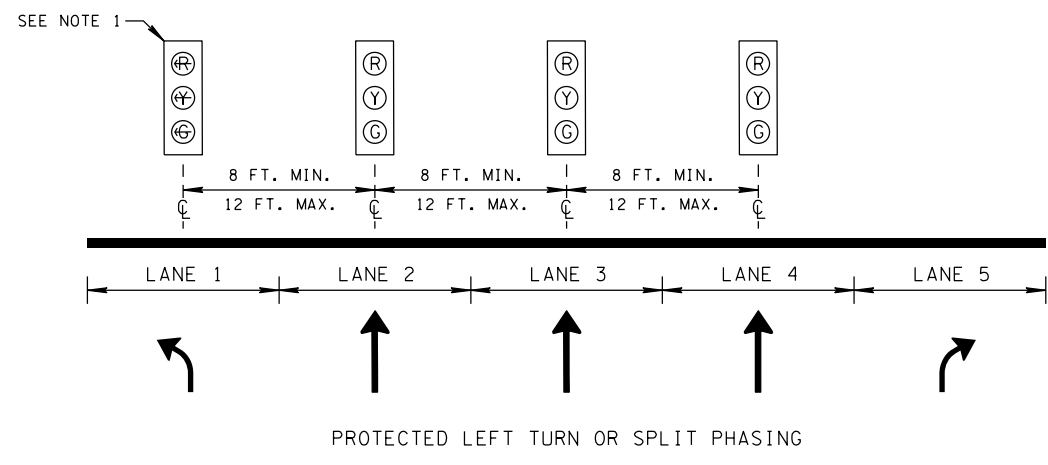 SEE NOTE 1
R R R R
Y Y Y Y
G G G G
8 FT. MIN. 8 FT. MIN. 8 FT. MIN.
12 FT. MAX. 12 FT. MAX. 12 FT. MAX.
℄ ℄ ℄ ℄
LANE 1 LANE 2 LANE 3 LANE 4 LANE 5
PROTECTED LEFT TURN OR SPLIT PHASING